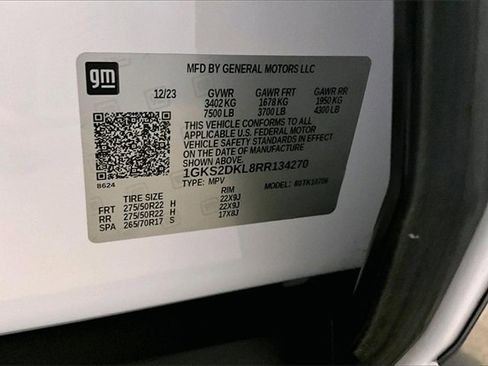 gm
MFD BY GENERAL MOTORS LLC
12/23 GVWR GAWR FRT GAWR RR
3402 KG 1678 KG 1950 KG
7500 LB 3700 LB 4300 LB
THIS VEHICLE CONFORMS TO ALL
APPLICABLE U.S. FEDERAL MOTOR
VEHICLE SAFETY STANDARDS IN
EFFECT ON THE DATE OF MANUFACTURE
SHOWN ABOVE
1GKS2DKL8RR134270
B624
TYPE: MPV MODEL:
TIRE SIZE RIM
FRT 275/50R22 H 22X9J
RR 275/50R22 H 22X9J
SPA 265/70R17 S 17X8J